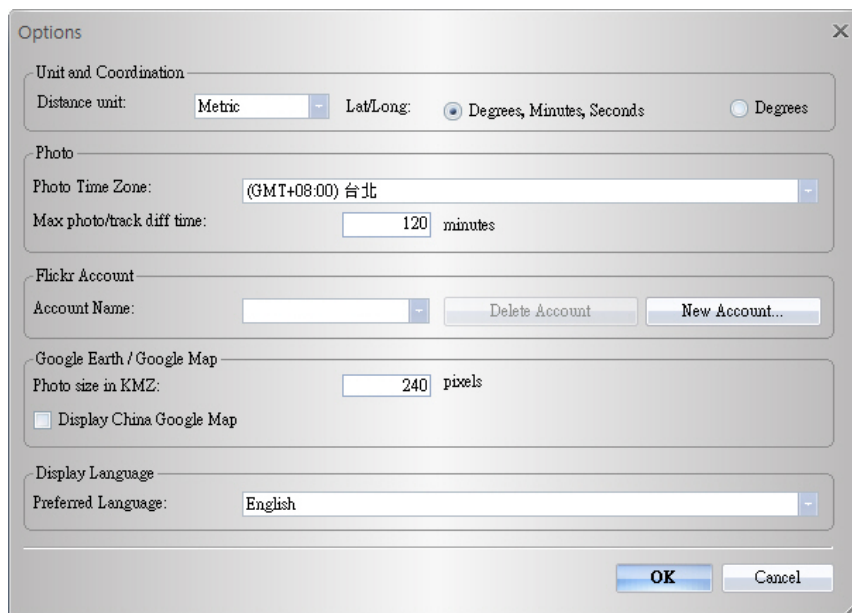 Options
Unit and Coordination
Distance unit: Metric Lat/Long: Degrees, Minutes, Seconds Degrees
Photo
Photo Time Zone: (GMT+08:00) 台北
Max photo/track diff time: 120 minutes
Flickr Account
Account Name: Delete Account New Account...
Google Earth / Google Map
Photo size in KMZ: 240 pixels
Display China Google Map
Display Language
Preferred Language: English
OK Cancel